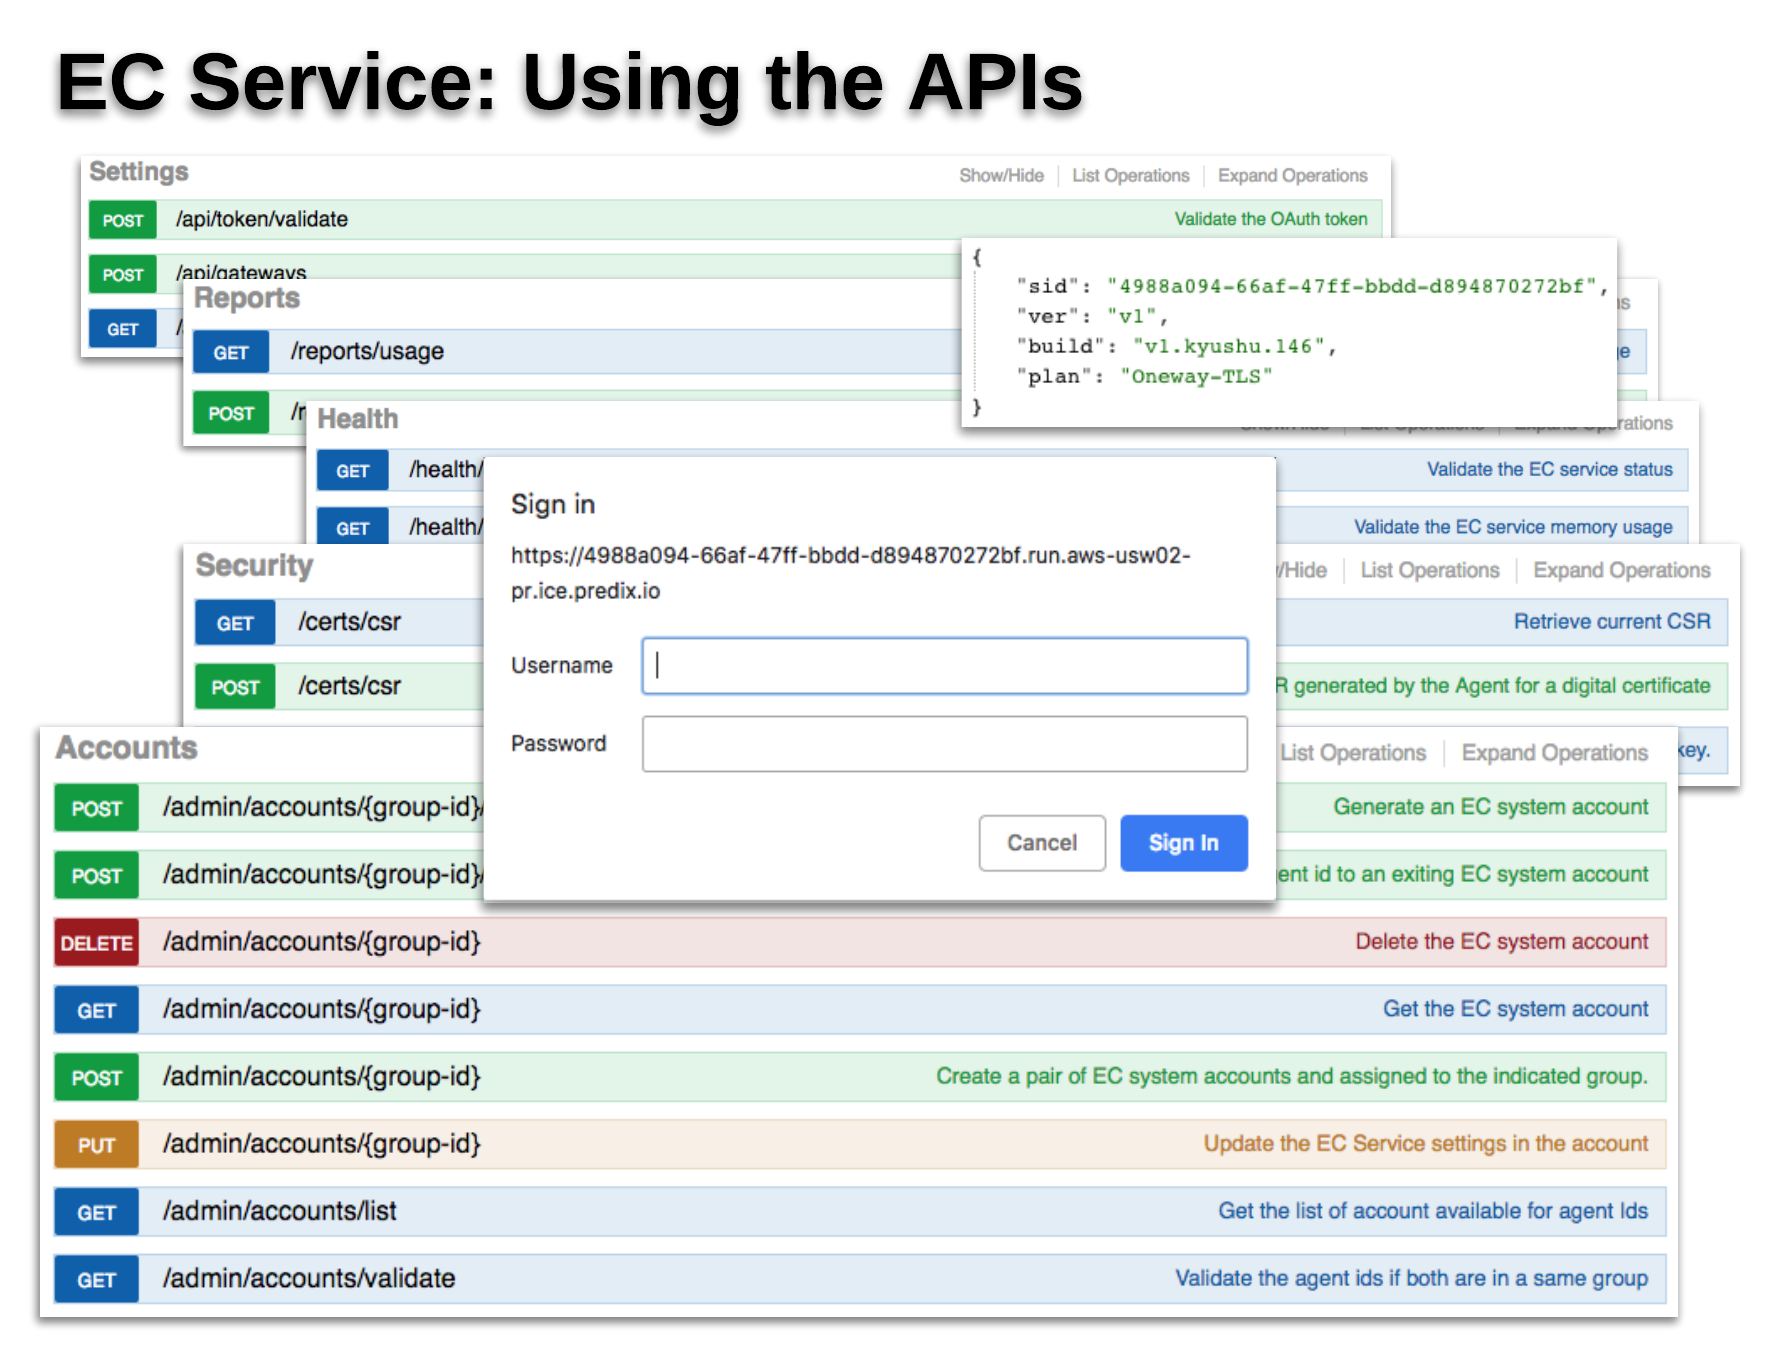 EC Service: Using the APIs
Settings
Show/Hide List Operations Expand Operations
POST /api/token/validate Validate the OAuth token
POST /api/gateways
GET
Reports
GET /reports/usage
POST
{
"sid": "4988a094-66af-47ff-bbdd-d894870272bf",
"ver": "v1",
"build": "v1.kyushu.146",
"plan": "Oneway-TLS"
}
Health
Show/Hide List Operations Expand Operations
GET /health/ Validate the EC service status
GET /health/ Validate the EC service memory usage
Security
/Hide List Operations Expand Operations
GET /certs/csr Retrieve current CSR
POST /certs/csr R generated by the Agent for a digital certificate
key.
Sign in
https://4988a094-66af-47ff-bbdd-d894870272bf.run.aws-usw02-
pr.ice.predix.io
Username
Password
Cancel Sign In
Accounts
List Operations Expand Operations
POST /admin/accounts/{group-id}/ Generate an EC system account
POST /admin/accounts/{group-id}/ ent id to an exiting EC system account
DELETE /admin/accounts/{group-id} Delete the EC system account
GET /admin/accounts/{group-id} Get the EC system account
POST /admin/accounts/{group-id} Create a pair of EC system accounts and assigned to the indicated group.
PUT /admin/accounts/{group-id} Update the EC Service settings in the account
GET /admin/accounts/list Get the list of account available for agent Ids
GET /admin/accounts/validate Validate the agent ids if both are in a same group